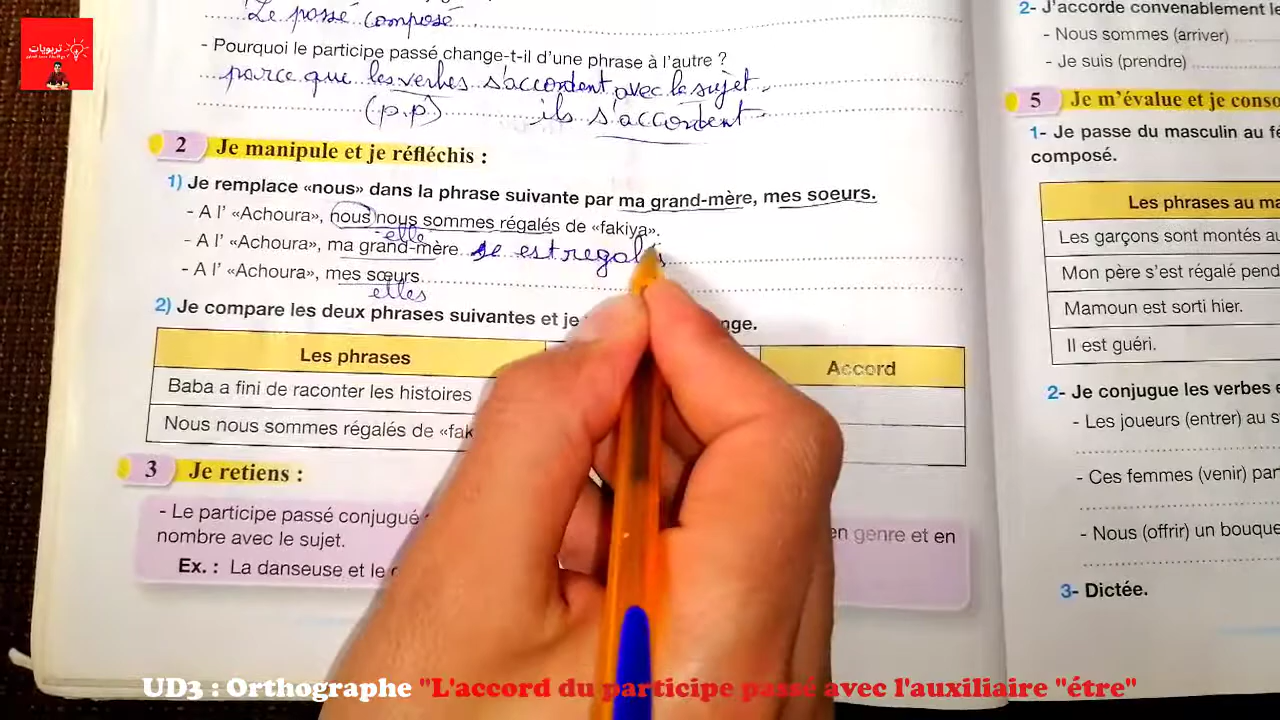 تربويات
Le passé composé
- Pourquoi le participe passé change-t-il d'une phrase à l'autre ?
parce que les verbes s'accordent avec le sujet.
(p.p) ils s'accordent
2 Je manipule et je réfléchis :
1) Je remplace «nous» dans la phrase suivante par ma grand-mère, mes soeurs.
- A l' «Achoura», nous nous sommes régalés de «fakiya».
elle
- A l' «Achoura», ma grand-mère se est regal
- A l' «Achoura», mes sœurs
elles
2) Je compare les deux phrases suivantes et je nge.
Les phrases Accord
Baba a fini de raconter les histoires
Nous nous sommes régalés de «fak
3 Je retiens :
- Le participe passé conjugué en genre et en
nombre avec le sujet.
Ex. : La danseuse et le
2- J'accorde convenablement le
- Nous sommes (arriver)
- Je suis (prendre)
5 Je m'évalue et je conso
1- Je passe du masculin au f
composé.
Les phrases au ma
Les garçons sont montés au
Mon père s'est régalé pend
Mamoun est sorti hier.
Il est guéri.
2- Je conjugue les verbes
- Les joueurs (entrer) au s
- Ces femmes (venir) par
- Nous (offrir) un bouque
3- Dictée.
UD3 : Orthographe "L'accord du participe passé avec l'auxiliaire "étre"